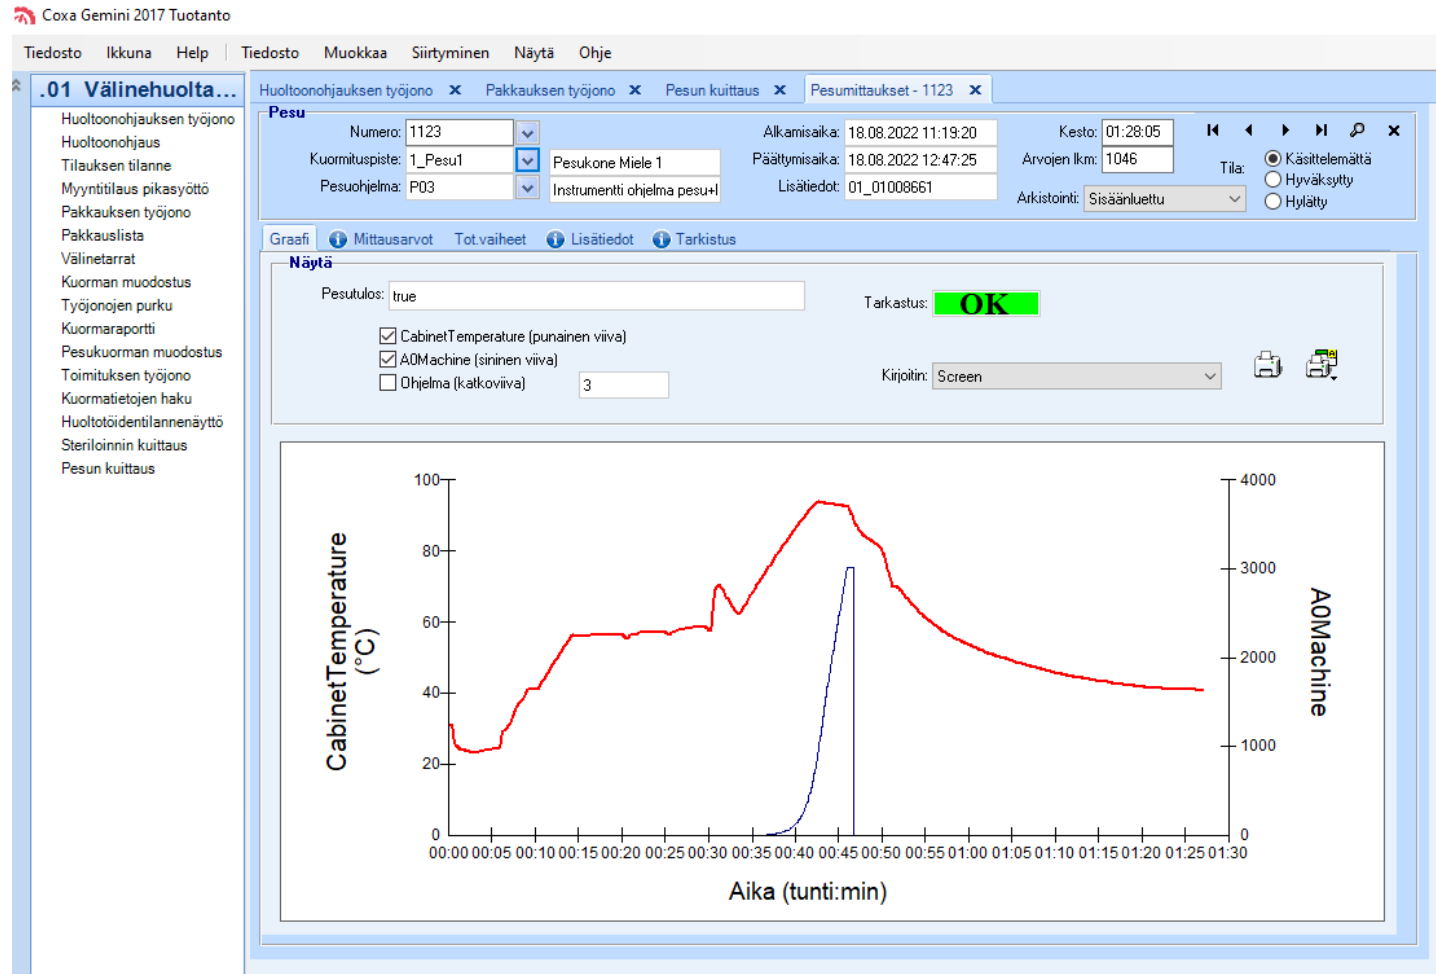 Coxa Gemini 2017 Tuotanto
Tiedosto Ikkuna Help Tiedosto Muokkaa Siirtyminen Näytä Ohje
.01 Välinehuolta...
Huoltoonohjauksen työjono
Huoltoonohjaus
Tilauksen tilanne
Myyntitilaus pikasyöttö
Pakkauksen työjono
Pakkauslista
Välinetarrat
Kuorman muodostus
Työjonojen purku
Kuormaraportti
Pesukuorman muodostus
Toimituksen työjono
Kuormatietojen haku
Huoltotöidentilannenäyttö
Steriloinnin kuittaus
Pesun kuittaus
Huoltoonohjauksen työjono Pakkauksen työjono Pesun kuittaus Pesumittaukset - 1123
Pesu
Numero: 1123 Alkamisaika: 18.08.2022 11:19:20 Kesto: 01:28:05
Kuormituspiste: 1_Pesu1 Pesukone Miele 1 Päättymisaika: 18.08.2022 12:47:25 Arvojen lkm: 1046
Pesuohjelma: P03 Instrumentti ohjelma pesu+l Lisätiedot: 01_01008661 Arkistointi: Sisäänluettu
Tila: Käsittelemättä
Hyväksytty
Hylätty
Graafi Mittausarvot Tot.vaiheet Lisätiedot Tarkistus
Näytä
Pesutulos: true Tarkastus: OK
CabinetTemperature (punainen viiva)
A0Machine (sininen viiva)
Ohjelma (katkoviiva) 3
Kirjoitin: Screen
100
80
60
40
20
0
CabinetTemperature
(°C)
4000
3000
2000
1000
0
A0Machine
00:00 00:05 00:10 00:15 00:20 00:25 00:30 00:35 00:40 00:45 00:50 00:55 01:00 01:05 01:10 01:15 01:20 01:25 01:30
Aika (tunti:min)